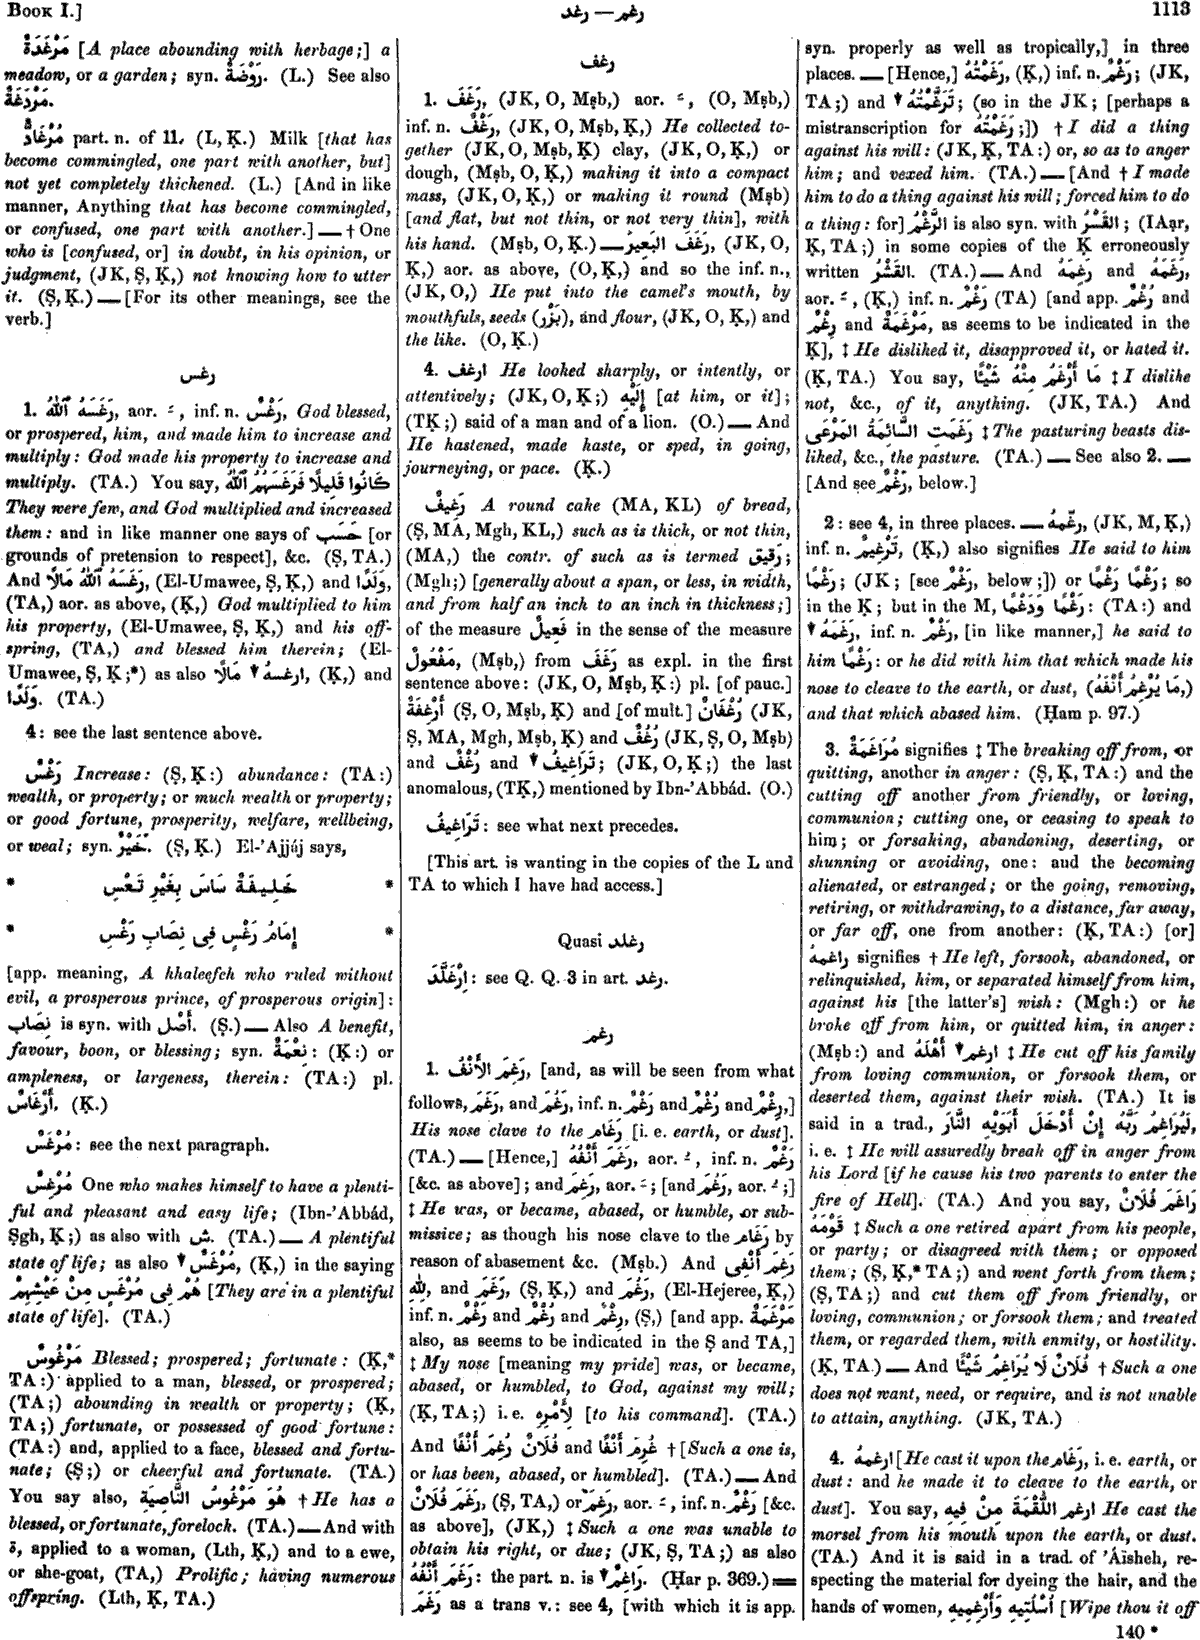 Book I.]
رغد — رغم
1113
مَرْغَدَةٌ [A place abounding with herbage;] a
meadow, or a garden; syn. رَوْضَةٌ. (L.) See also
مَرْدَغَةٌ.
مُرْغَادٌّ part. n. of 11. (L, Ḳ.) Milk [that has
become commingled, one part with another, but]
not yet completely thickened. (L.) [And in like
manner, Anything that has become commingled,
or confused, one part with another.] — † One
who is [confused, or] in doubt, in his opinion, or
judgment, (JK, Ṣ, Ḳ,) not knowing how to utter
it. (Ṣ, Ḳ.) — [For its other meanings, see the
verb.]
رغس
1. رَغَسَهُ ٱللّٰهُ, aor. ـَ , inf. n. رَغْسٌ, God blessed,
or prospered, him, and made him to increase and
multiply: God made his property to increase and
multiply. (TA.) You say, كَانُوا قَلِيلًا فَرَغَسَهُمُ ٱللّٰهُ
They were few, and God multiplied and increased
them: and in like manner one says of حَسَب [or
grounds of pretension to respect], &c. (Ṣ, TA.)
And رَغَسَهُ ٱللّٰهُ مَالًا, (El-Umawee, Ṣ, Ḳ,) and وَلَدًا,
(TA,) aor. as above, (Ḳ,) God multiplied to him
his property, (El-Umawee, Ṣ, Ḳ,) and his off-
spring, (TA,) and blessed him therein; (El-
Umawee, Ṣ, Ḳ;*) as also ارغسهُ ▾ مَالًا, (Ḳ,) and
وَلَدًا. (TA.)
4: see the last sentence above.
رَغْسٌ Increase: (Ṣ, Ḳ:) abundance: (TA:)
wealth, or property; or much wealth or property;
or good fortune, prosperity, welfare, wellbeing,
or weal; syn. خَيْرٌ. (Ṣ, Ḳ.) El-'Ajjáj says,
* خَلِيفَةً سَاسَ بِغَيْرِ تَعْسِ *
* إِمَامُ رَغْسٍ فِى نِصَابِ رَغْسِ *
[app. meaning, A khaleefeh who ruled without
evil, a prosperous prince, of prosperous origin]:
نِصَاب is syn. with أَصْل. (Ṣ.) — Also A benefit,
favour, boon, or blessing; syn. نِعْمَةٌ: (Ḳ:) or
ampleness, or largeness, therein: (TA:) pl.
أَرْغَاسٌ. (Ḳ.)
مُرْغَسٌ: see the next paragraph.
مُرْغِسٌ One who makes himself to have a plenti-
ful and pleasant and easy life; (Ibn-'Abbád,
Ṣgh, Ḳ;) as also with ش. (TA.) — A plentiful
state of life; as also ▾ مُرْغَسٌ, (Ḳ,) in the saying
هُمْ فِى مُرْغَسٍ مِنْ عَيْشِهِمْ [They are in a plentiful
state of life]. (TA.)
مَرْغُوسٌ Blessed; prospered; fortunate: (Ḳ,*
TA:) applied to a man, blessed, or prospered;
(TA;) abounding in wealth or property; (Ḳ,
TA;) fortunate, or possessed of good fortune:
(TA:) and, applied to a face, blessed and fortu-
nate; (Ṣ;) or cheerful and fortunate. (TA.)
You say also, هُوَ مَرْغُوسُ النَّاصِيَةِ † He has a
blessed, or fortunate, forelock. (TA.) — And with
ة, applied to a woman, (Lth, Ḳ,) and to a ewe,
or she-goat, (TA,) Prolific; having numerous
offspring. (Lth, Ḳ, TA.)
رغف
1. رَغَفَ, (JK, O, Mṣb,) aor. ـَ , (O, Mṣb,)
inf. n. رَغْفٌ, (JK, O, Mṣb, Ḳ,) He collected to-
gether (JK, O, Mṣb, Ḳ) clay, (JK, O, Ḳ,) or
dough, (Mṣb, O, Ḳ,) making it into a compact
mass, (JK, O, Ḳ,) or making it round (Mṣb)
[and flat, but not thin, or not very thin], with
his hand. (Mṣb, O, Ḳ.) — رَغَفَ البَعِيرَ, (JK, O,
Ḳ,) aor. as above, (O, Ḳ,) and so the inf. n.,
(JK, O,) He put into the camel's mouth, by
mouthfuls, seeds (بَزْر), and flour, (JK, O, Ḳ,) and
the like. (O, Ḳ.)
4. ارغف He looked sharply, or intently, or
attentively; (JK, O, Ḳ;) إِلَيْهِ [at him, or it];
(TḲ;) said of a man and of a lion. (O.) — And
He hastened, made haste, or sped, in going,
journeying, or pace. (Ḳ.)
رَغِيفٌ A round cake (MA, KL) of bread,
(Ṣ, MA, Mgh, KL,) such as is thick, or not thin,
(MA,) the contr. of such as is termed رَقِيق;
(Mgh;) [generally about a span, or less, in width,
and from half an inch to an inch in thickness;]
of the measure فَعِيلٌ in the sense of the measure
مَفْعُولٌ, (Mṣb,) from رَغَفَ as expl. in the first
sentence above: (JK, O, Mṣb, Ḳ:) pl. [of pauc.]
أَرْغِفَةٌ (Ṣ, O, Mṣb, Ḳ) and [of mult.] رُغْفَانٌ (JK,
Ṣ, MA, Mgh, Mṣb, Ḳ) and رُغُفٌ (JK, Ṣ, O, Mṣb)
and رُغْفٌ and ▾ تَرَاغِيفُ; (JK, O, Ḳ;) the last
anomalous, (TḲ,) mentioned by Ibn-'Abbád. (O.)
تَرَاغِيفُ: see what next precedes.
[This art. is wanting in the copies of the L and
TA to which I have had access.]
Quasi رغلد
اِرْغَلَدَّ: see Q. Q. 3 in art. رغد.
رغم
1. رَغِمَ الأَنْفُ, [and, as will be seen from what
follows, رَغَمَ, and رَغُمَ, inf. n. رَغْمٌ and رُغْمٌ and رِغْمٌ,]
His nose clave to the رَغَام [i. e. earth, or dust].
(TA.) — [Hence,] رَغَمَ أَنْفُهُ, aor. ـُ , inf. n. رَغْمٌ
[&c. as above]; and رَغِمَ, aor. ـَ; [and رَغُمَ, aor. ـُ;]
‡ He was, or became, abased, or humble, or sub-
missive; as though his nose clave to the رَغَام by
reason of abasement &c. (Mṣb.) And رَغِمَ أَنْفِى
لِلّٰهِ, and رَغَمَ, (Ṣ, Ḳ,) and رَغُمَ, (El-Hejeree, Ḳ,)
inf. n. رَغْمٌ and رُغْمٌ and رِغْمٌ, (Ṣ,) [and app. مَرْغَمَةٌ
also, as seems to be indicated in the Ṣ and TA,]
‡ My nose [meaning my pride] was, or became,
abased, or humbled, to God, against my will;
(Ḳ, TA;) i. e. لِأَمْرِهِ [to his command]. (TA.)
And فُلَانٌ رُغِمَ أَنْفًا and غُرِمَ أَنْفًا † [Such a one is,
or has been, abased, or humbled]. (TA.) — And
رَغَمَ فُلَانٌ, (Ṣ, TA,) or رَغِمَ, aor. ـَ , inf. n. رَغْمٌ [&c.
as above], (JK,) ‡ Such a one was unable to
obtain his right, or due; (JK, Ṣ, TA;) as also
رَغَمَ أَنْفُهُ: the part. n. is ▾ رَاغِمٌ. (Ḥar p. 369.) ═
رَغَمَ as a trans v.: see 4, [with which it is app.
syn. properly as well as tropically,] in three
places. — [Hence,] رَغَمْتُهُ, (Ḳ,) inf. n. رَغْمٌ; (JK,
TA;) and ▾ تَرَغَّمْتُهُ; (so in the JK; [perhaps a
mistranscription for رَغَّمْتُهُ;]) † I did a thing
against his will: (JK, Ḳ, TA:) or, so as to anger
him; and vexed him. (TA.) — [And † I made
him to do a thing against his will; forced him to do
a thing: for] الرَّغْمُ is also syn. with القَسْرُ; (IAạr,
Ḳ, TA;) in some copies of the Ḳ erroneously
written القَشْرُ. (TA.) — And رَغِمَهُ and رَغَمَهُ,
aor. ـَ , (Ḳ,) inf. n. رَغْمٌ (TA) [and app. رُغْمٌ and
رِغْمٌ and مَرْغَمَةٌ, as seems to be indicated in the
Ḳ], ‡ He disliked it, disapproved it, or hated it.
(Ḳ, TA.) You say, مَا أَرْغَمُ مِنْهُ شَيْئًا ‡ I dislike
not, &c., of it, anything. (JK, TA.) And
رَغَمَتِ السَّائِمَةُ المَرْعَى ‡ The pasturing beasts dis-
liked, &c., the pasture. (TA.) — See also 2. —
[And see رَغْمٌ, below.]
2: see 4, in three places. — رَغَّمهُ, (JK, M, Ḳ,)
inf. n. تَرْغِيمٌ, (Ḳ,) also signifies He said to him
رَغْمًا; (JK; [see رَغْمٌ, below;]) or رَغْمًا رَغْمًا; so
in the Ḳ; but in the M, رَغْمًا وَدَغْمًا: (TA:) and
▾ رَغَمَهُ, inf. n. رَغْمٌ, [in like manner,] he said to
him رَغْمًا: or he did with him that which made his
nose to cleave to the earth, or dust, (مَا يُرْغِمُ أَنْفَهُ,)
and that which abased him. (Ḥam p. 97.)
3. مُرَاغَمَةٌ signifies ‡ The breaking off from, or
quitting, another in anger: (Ṣ, Ḳ, TA:) and the
cutting off another from friendly, or loving,
communion; cutting one, or ceasing to speak to
him; or forsaking, abandoning, deserting, or
shunning or avoiding, one: and the becoming
alienated, or estranged; or the going, removing,
retiring, or withdrawing, to a distance, far away,
or far off, one from another: (Ḳ, TA:) [or]
راغمهُ signifies † He left, forsook, abandoned, or
relinquished, him, or separated himself from him,
against his [the latter's] wish: (Mgh:) or he
broke off from him, or quitted him, in anger:
(Mṣb:) and ارغم ▾ أَهْلَهُ ‡ He cut off his family
from loving communion, or forsook them, or
deserted them, against their wish. (TA.) It is
said in a trad., لَيُرَاغِمُ رَبَّهُ إِنْ أَدْخَلَ أَبَوَيْهِ النَّارَ,
i. e. ‡ He will assuredly break off in anger from
his Lord [if he cause his two parents to enter the
fire of Hell]. (TA.) And you say, رَاغَمَ فُلَانٌ
قَوْمَهُ ‡ Such a one retired apart from his people,
or party; or disagreed with them; or opposed
them; (Ṣ, Ḳ,* TA;) and went forth from them;
(Ṣ, TA;) and cut them off from friendly, or
loving, communion; or forsook them; and treated
them, or regarded them, with enmity, or hostility.
(Ḳ, TA.) — And فُلَانٌ لَا يُرَاغِمُ شَيْئًا † Such a one
does not want, need, or require, and is not unable
to attain, anything. (JK, TA.)
4. ارغمهُ [He cast it upon the رَغَام, i. e. earth, or
dust: and he made it to cleave to the earth, or
dust]. You say, ارغم اللُّقْمَةَ مِنْ فِيهِ He cast the
morsel from his mouth upon the earth, or dust.
(TA.) And it is said in a trad. of 'Áïsheh, re-
specting the material for dyeing the hair, and the
hands of women, اُسْلُتِيهِ وَأَرْغِمِيهِ [Wipe thou it off
140 *